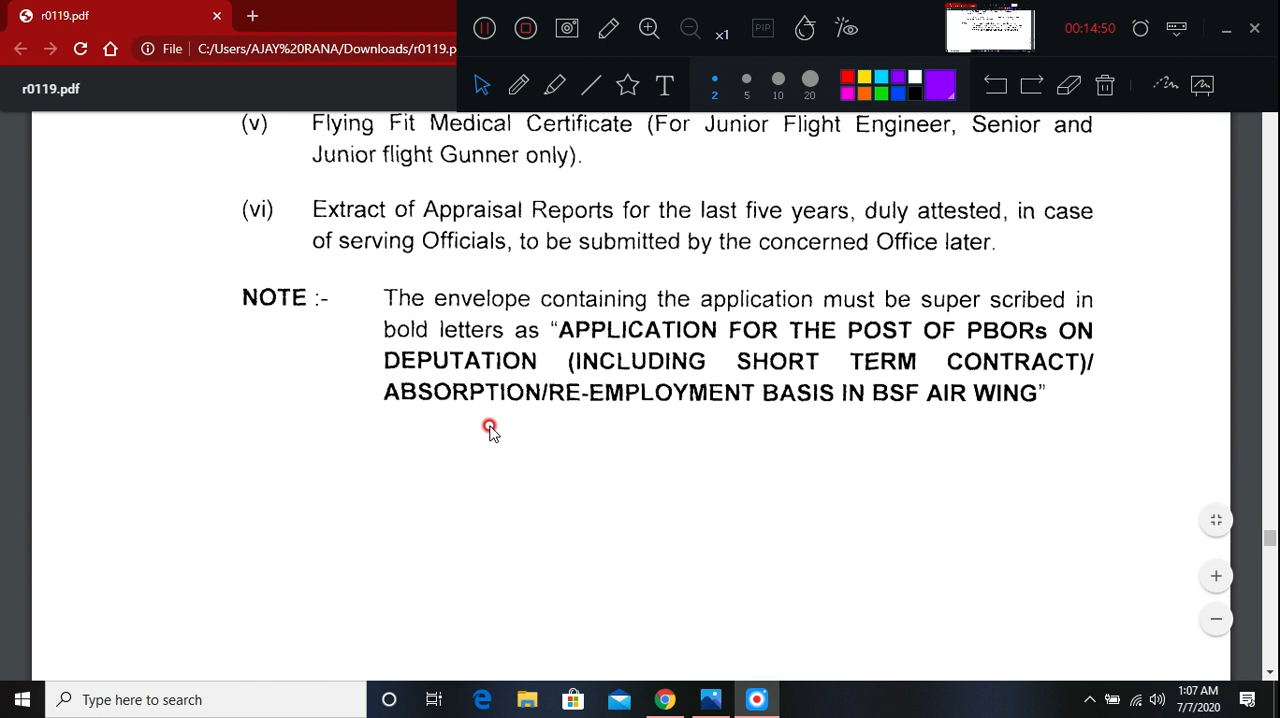 r0119.pdf
File
C:/Users/AJAY%20RANA/Downloads/r0119.p
x1
PIP
00:14:50
r0119.pdf
2
5
10
20
T
(v) Flying Fit Medical Certificate (For Junior Flight Engineer, Senior and
Junior flight Gunner only).
(vi) Extract of Appraisal Reports for the last five years, duly attested, in case
of serving Officials, to be submitted by the concerned Office later.
NOTE :- The envelope containing the application must be super scribed in
bold letters as “APPLICATION FOR THE POST OF PBORs ON
DEPUTATION (INCLUDING SHORT TERM CONTRACT)/
ABSORPTION/RE-EMPLOYMENT BASIS IN BSF AIR WING”
Type here to search
1:07 AM
7/7/2020